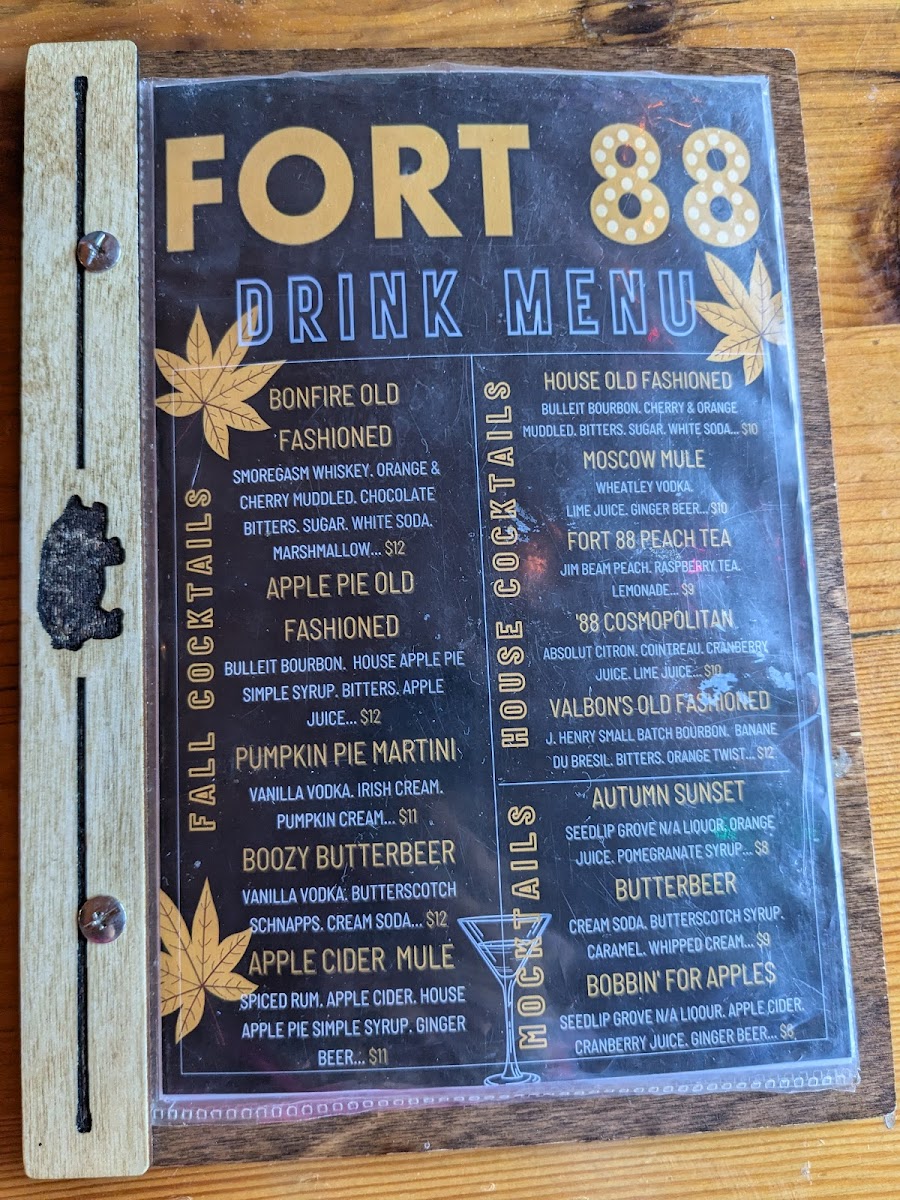 FORT 88
DRINK MENU
FALL COCKTAILS
BONFIRE OLD
FASHIONED
SMOREGASM WHISKEY. ORANGE &
CHERRY MUDDLED. CHOCOLATE
BITTERS. SUGAR. WHITE SODA.
MARSHMALLOW... $12
APPLE PIE OLD
FASHIONED
BULLEIT BOURBON. HOUSE APPLE PIE
SIMPLE SYRUP. BITTERS. APPLE
JUICE... $12
PUMPKIN PIE MARTINI
VANILLA VODKA. IRISH CREAM.
PUMPKIN CREAM... $11
BOOZY BUTTERBEER
VANILLA VODKA. BUTTERSCOTCH
SCHNAPPS. CREAM SODA... $12
APPLE CIDER MULE
SPICED RUM. APPLE CIDER. HOUSE
APPLE PIE SIMPLE SYRUP. GINGER
BEER... $11
HOUSE COCKTAILS
HOUSE OLD FASHIONED
BULLEIT BOURBON. CHERRY & ORANGE
MUDDLED. BITTERS. SUGAR. WHITE SODA... $10
MOSCOW MULE
WHEATLEY VODKA.
LIME JUICE. GINGER BEER... $10
FORT 88 PEACH TEA
JIM BEAM PEACH. RASPBERRY TEA.
LEMONADE... $9
'88 COSMOPOLITAN
ABSOLUT CITRON. COINTREAU. CRANBERRY
JUICE. LIME JUICE... $10
VALBON'S OLD FASHIONED
J. HENRY SMALL BATCH BOURBON. BANANE
DU BRESIL. BITTERS. ORANGE TWIST... $12
MOCKTAILS
AUTUMN SUNSET
SEEDLIP GROVE N/A LIQUOR. ORANGE
JUICE. POMEGRANATE SYRUP... $8
BUTTERBEER
CREAM SODA. BUTTERSCOTCH SYRUP.
CARAMEL. WHIPPED CREAM... $9
BOBBIN' FOR APPLES
SEEDLIP GROVE N/A LIQOUR. APPLE CIDER.
CRANBERRY JUICE. GINGER BEER... $8